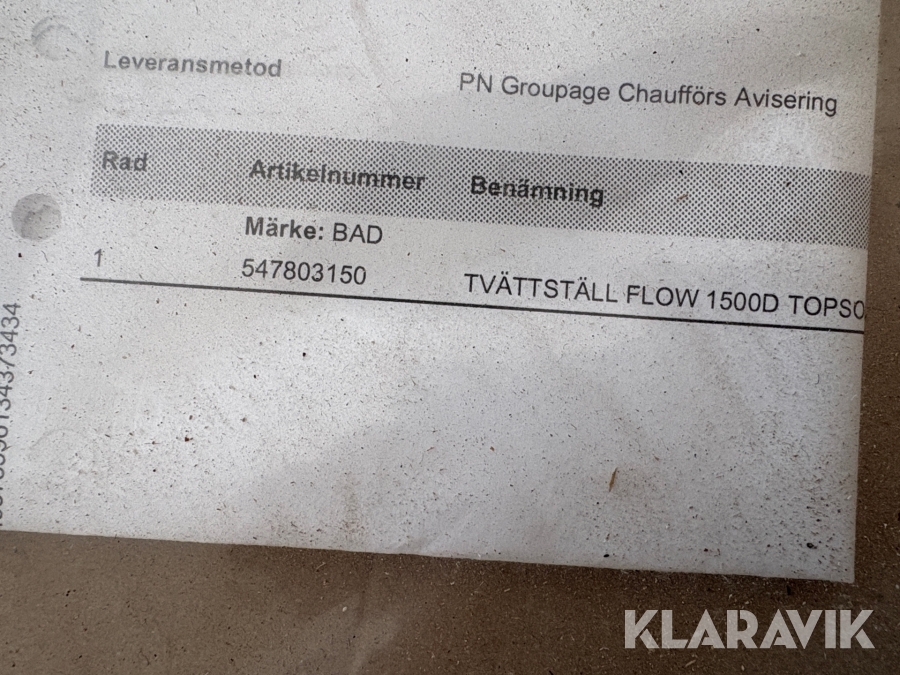 Leveransmetod PN Groupage Chaufförs Avisering
Rad Artikelnummer Benämning
Märke: BAD
1 547803150 TVÄTTSTÄLL FLOW 1500D TOPSO
KLARAVIK